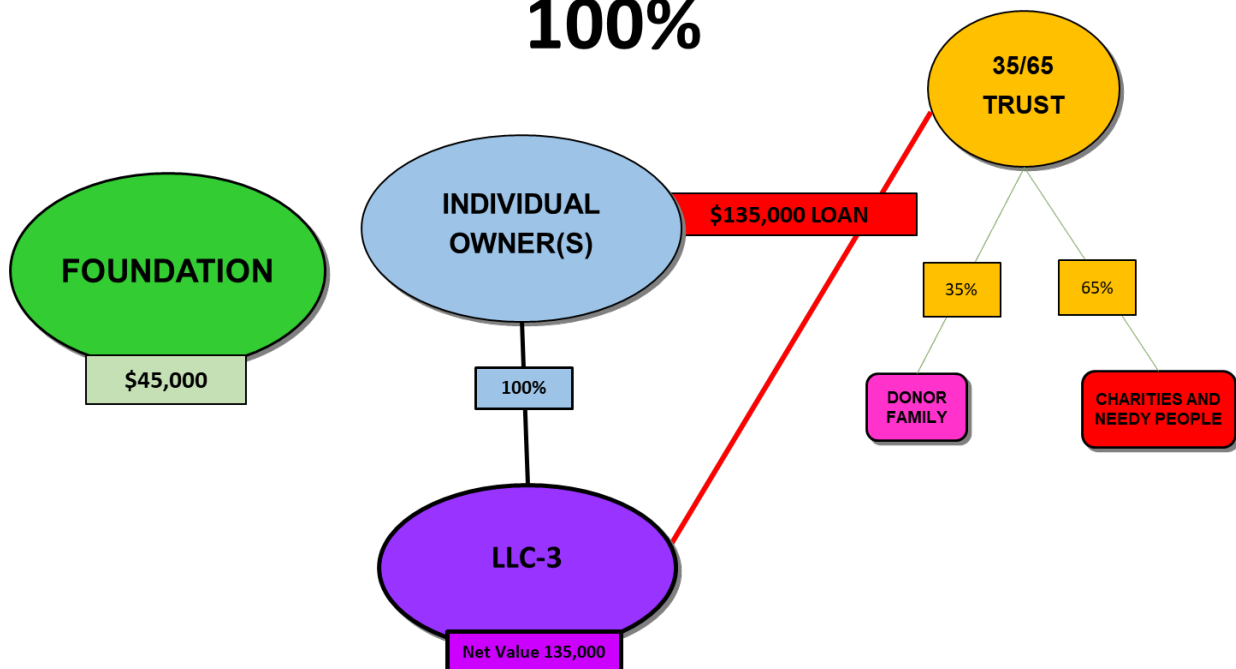 100%
35/65
TRUST
INDIVIDUAL
OWNER(S)
$135,000 LOAN
FOUNDATION
35%
65%
$45,000
100%
DONOR
FAMILY
CHARITIES AND
NEEDY PEOPLE
LLC-3
Net Value 135,000